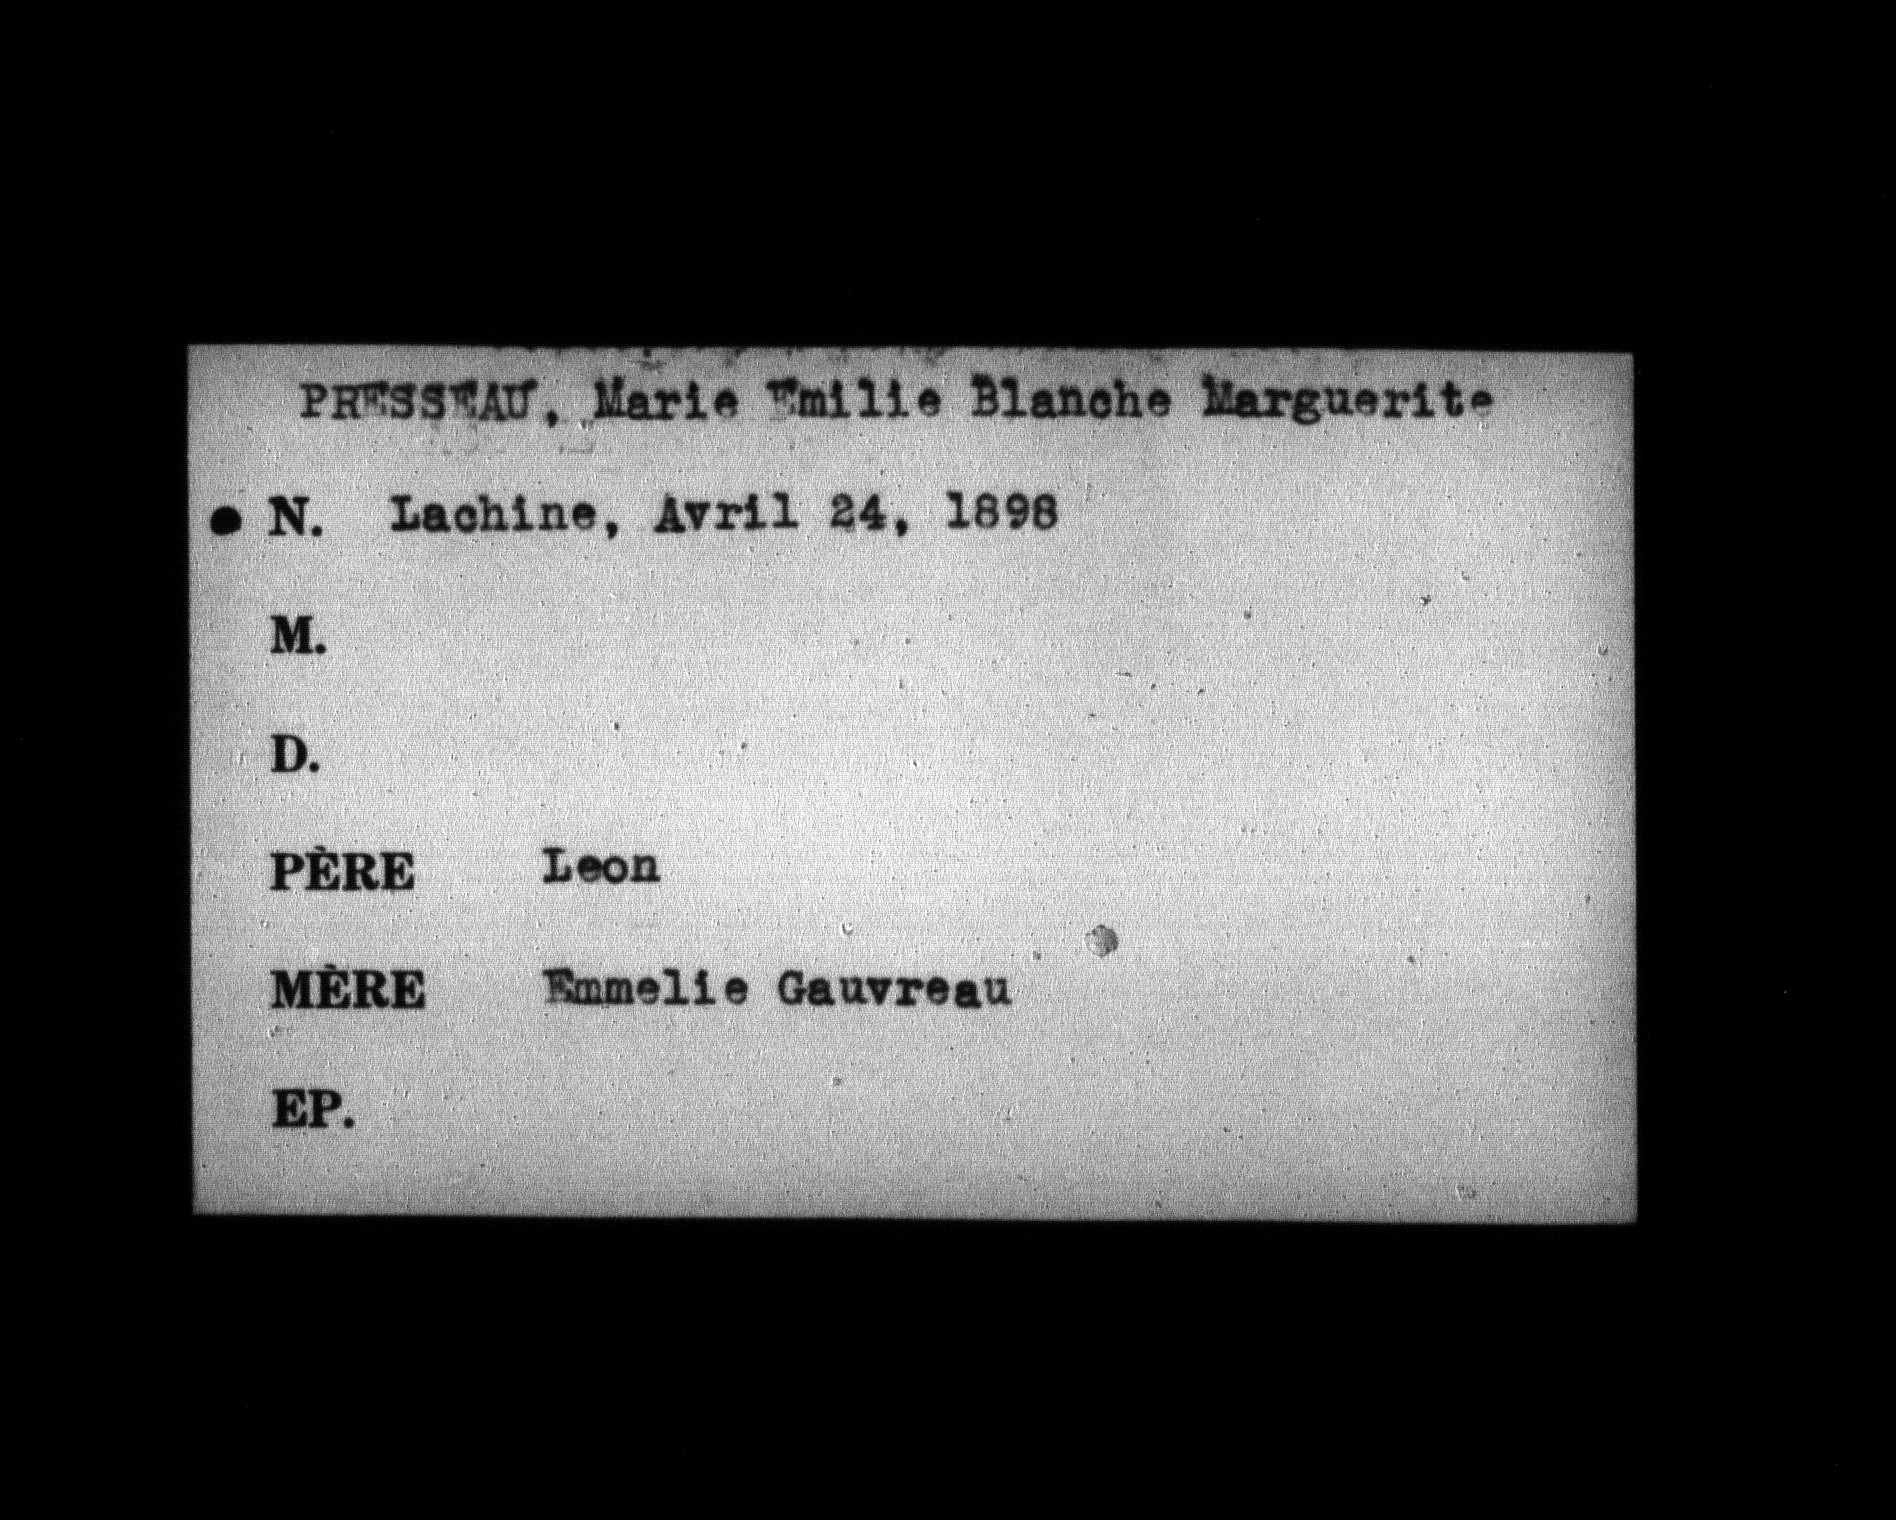 PRESSEAU, Marie Emilie Blanche Marguerite
N. Lachine, Avril 24, 1898
M.
D.
PÈRE Leon
MÈRE Emmelie Gauvreau
EP.